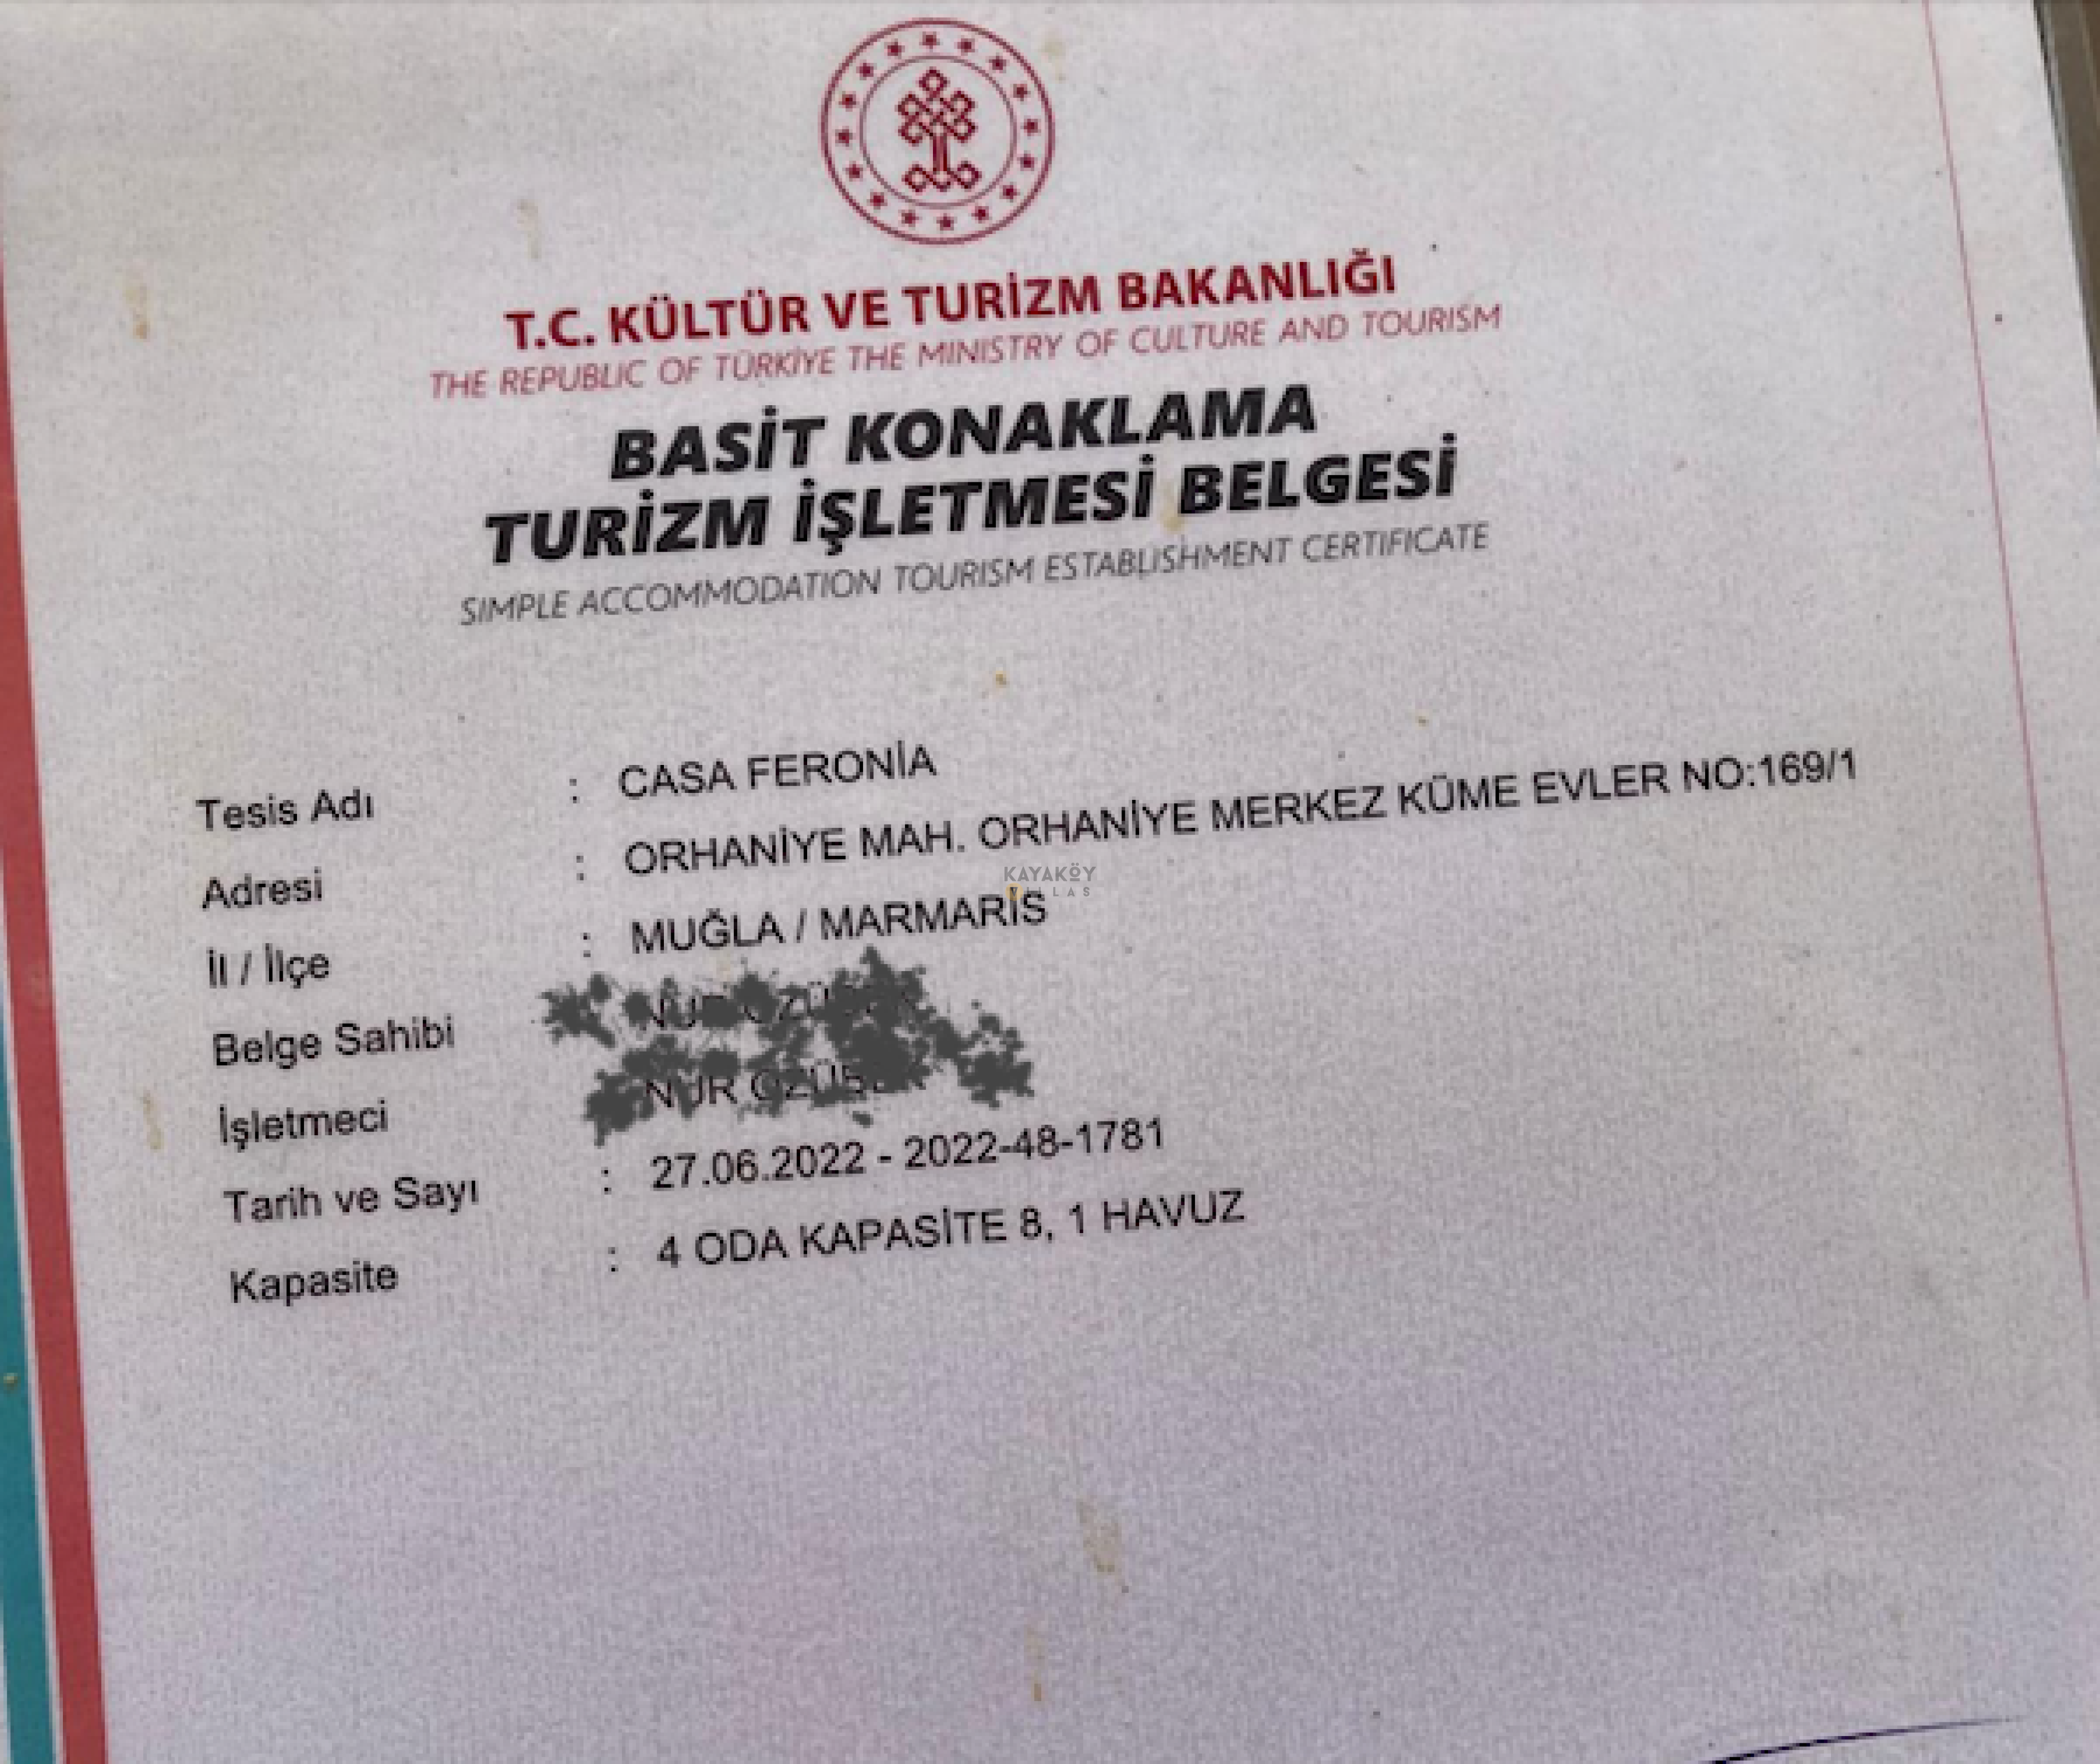 T.C. KÜLTÜR VE TURİZM BAKANLIĞI
THE REPUBLIC OF TÜRKİYE THE MINISTRY OF CULTURE AND TOURISM
BASİT KONAKLAMA
TURİZM İŞLETMESİ BELGESİ
SIMPLE ACCOMMODATION TOURISM ESTABLISHMENT CERTIFICATE
Tesis Adı : CASA FERONİA
Adresi : ORHANİYE MAH. ORHANİYE MERKEZ KÜME EVLER NO:169/1
KAYAKÖY
VILLAS
İl / İlçe : MUĞLA / MARMARİS
Belge Sahibi
İşletmeci NUR
Tarih ve Sayı : 27.06.2022 - 2022-48-1781
Kapasite : 4 ODA KAPASİTE 8, 1 HAVUZ